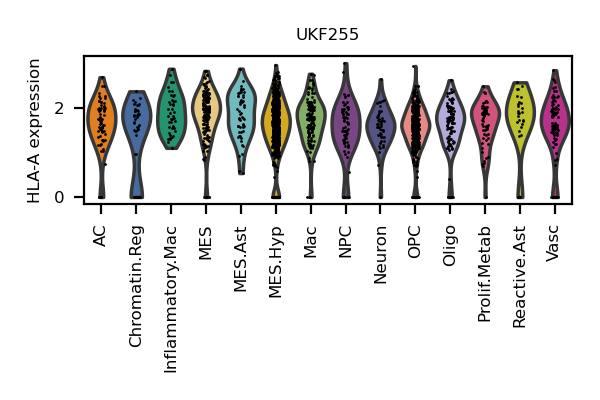 UKF255
HLA-A expression
2
0
AC
Chromatin.Reg
Inflammatory.Mac
MES
MES.Ast
MES.Hyp
Mac
NPC
Neuron
OPC
Oligo
Prolif.Metab
Reactive.Ast
Vasc